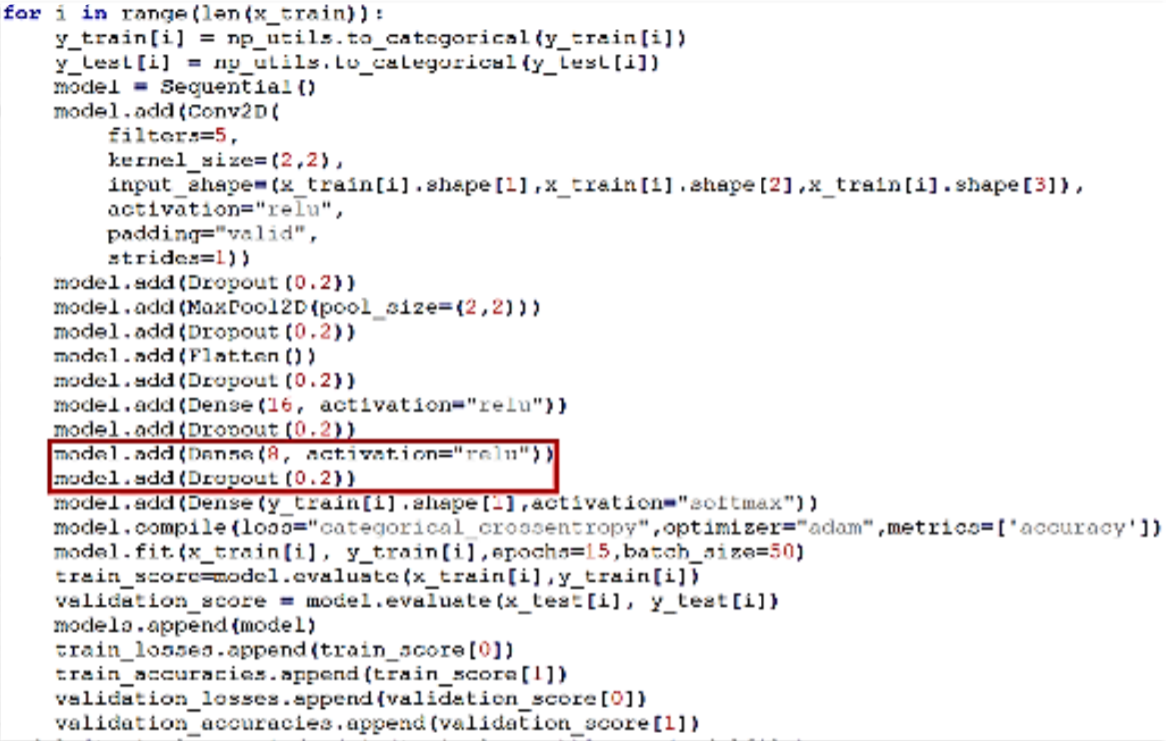 for i in range(len(x_train)):
    y_train[i] = np_utils.to_categorical(y_train[i])
    y_test[i] = np_utils.to_categorical(y_test[i])
    model = Sequential()
    model.add(Conv2D(
        filters=5,
        kernel_size=(2,2),
        input_shape=(x_train[i].shape[1],x_train[i].shape[2],x_train[i].shape[3]),
        activation="relu",
        padding="valid",
        strides=1))
    model.add(Dropout(0.2))
    model.add(MaxPool2D(pool_size=(2,2)))
    model.add(Dropout(0.2))
    model.add(Flatten())
    model.add(Dropout(0.2))
    model.add(Dense(16, activation="relu"))
    model.add(Dropout(0.2))
    model.add(Dense(8, activation="relu"))
    model.add(Dropout(0.2))
    model.add(Dense(y_train[i].shape[1],activation="softmax"))
    model.compile(loss="categorical_crossentropy",optimizer="adam",metrics=['accuracy'])
    model.fit(x_train[i], y_train[i],epochs=15,batch_size=50)
    train_score=model.evaluate(x_train[i],y_train[i])
    validation_score = model.evaluate(x_test[i], y_test[i])
    models.append(model)
    train_losses.append(train_score[0])
    train_accuracies.append(train_score[1])
    validation_losses.append(validation_score[0])
    validation_accuracies.append(validation_score[1])